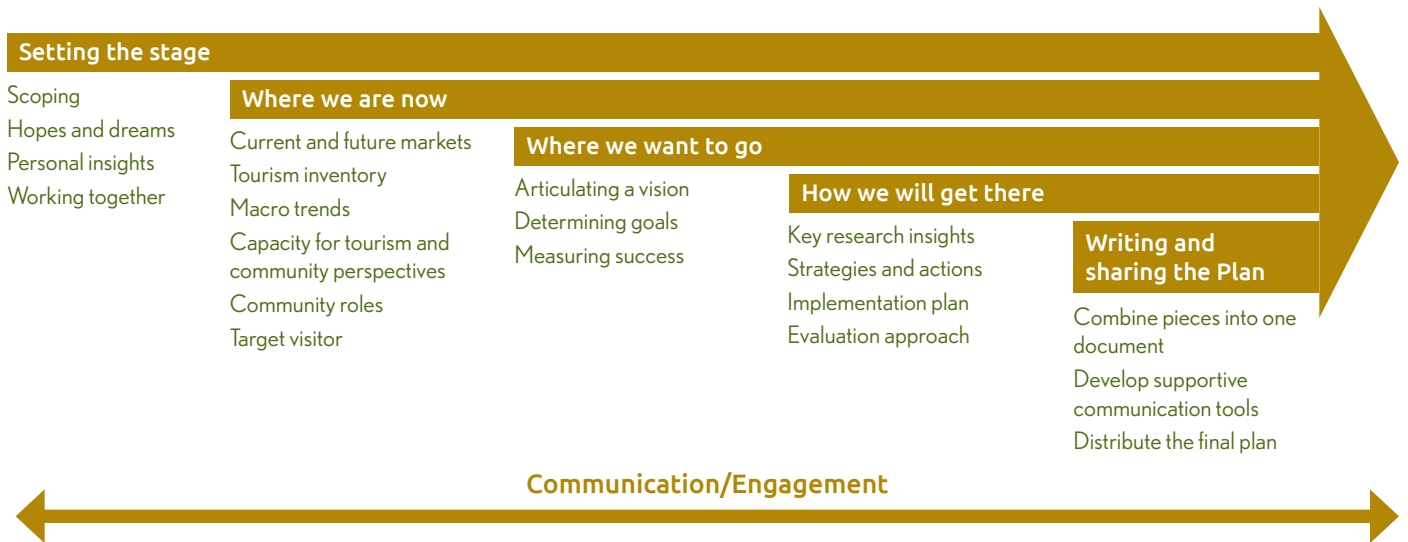 Setting the stage
Scoping
Hopes and dreams
Personal insights
Working together
Where we are now
Current and future markets
Tourism inventory
Macro trends
Capacity for tourism and
community perspectives
Community roles
Target visitor
Where we want to go
Articulating a vision
Determining goals
Measuring success
How we will get there
Key research insights
Strategies and actions
Implementation plan
Evaluation approach
Writing and
sharing the Plan
Combine pieces into one
document
Develop supportive
communication tools
Distribute the final plan
Communication/Engagement